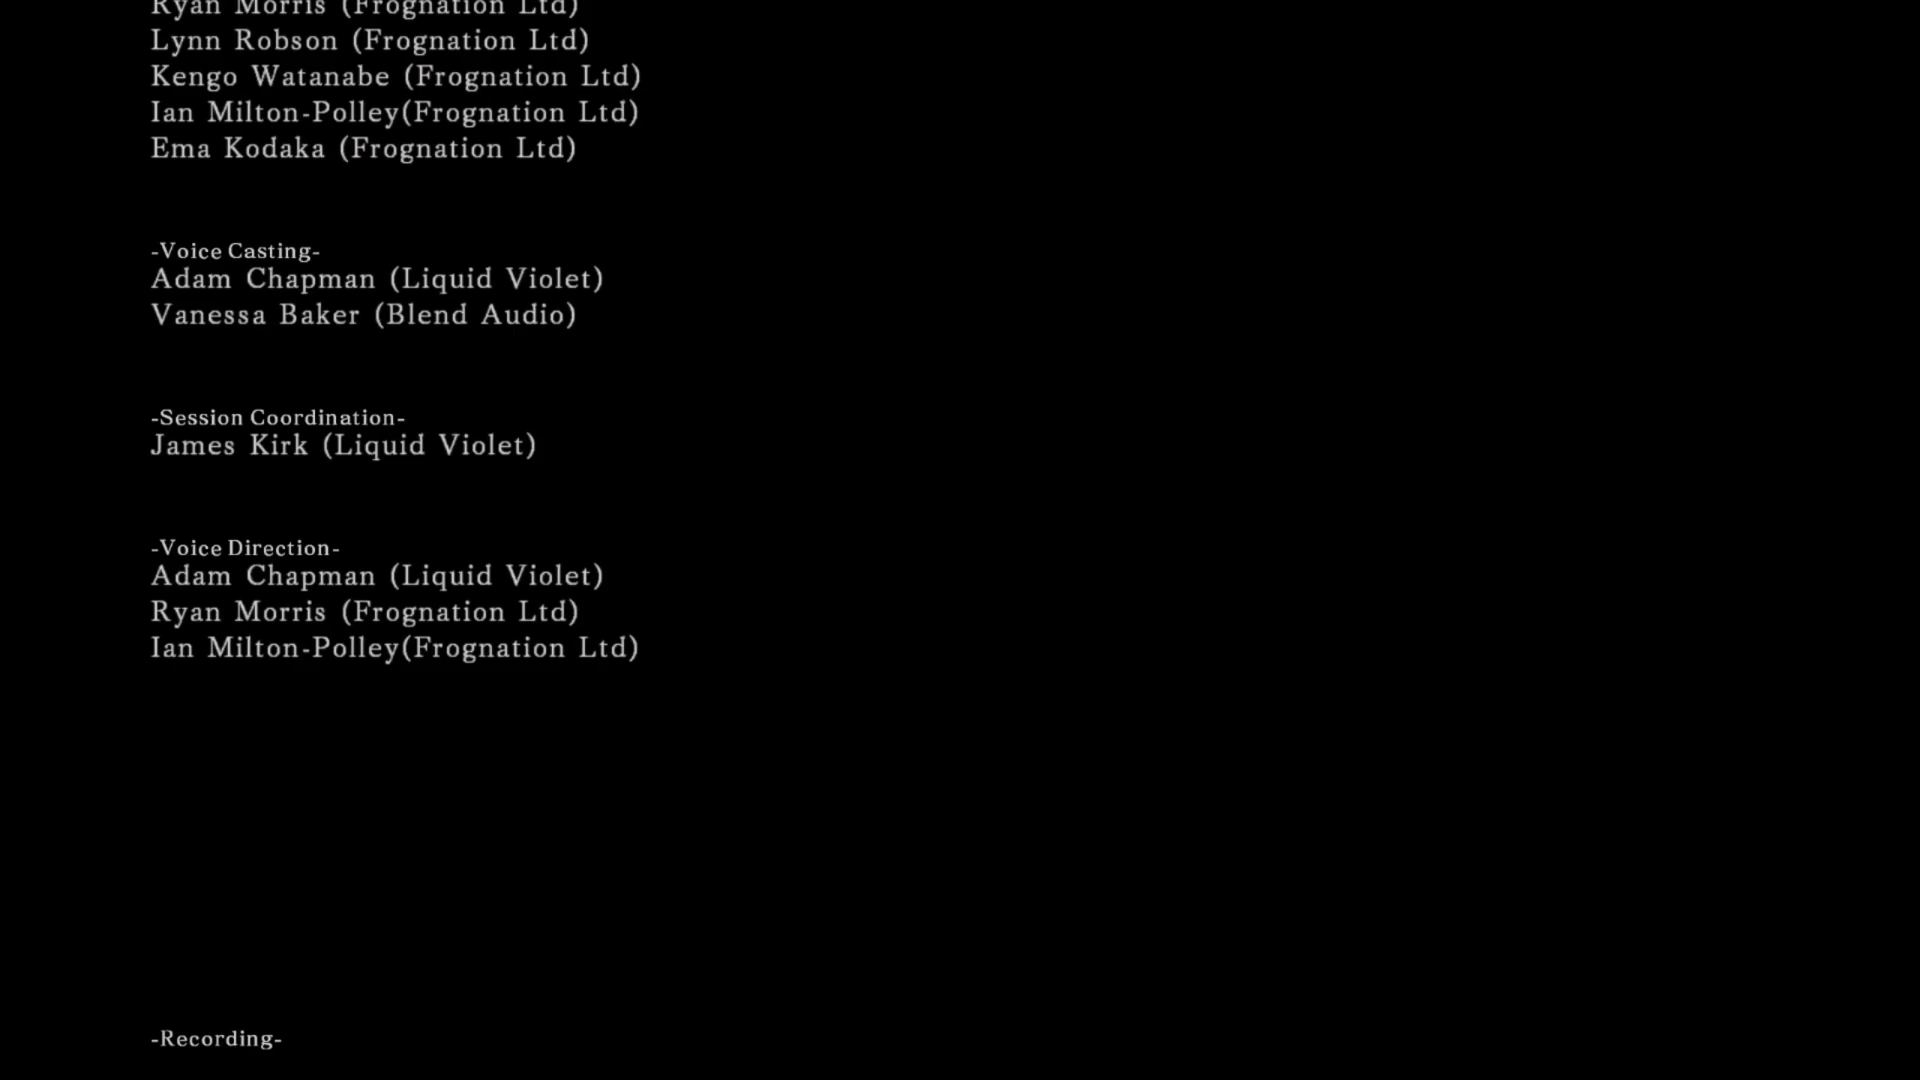 Ryan Morris (Frognation Ltd)
Lynn Robson (Frognation Ltd)
Kengo Watanabe (Frognation Ltd)
Ian Milton-Polley(Frognation Ltd)
Ema Kodaka (Frognation Ltd)
-Voice Casting-
Adam Chapman (Liquid Violet)
Vanessa Baker (Blend Audio)
-Session Coordination-
James Kirk (Liquid Violet)
-Voice Direction-
Adam Chapman (Liquid Violet)
Ryan Morris (Frognation Ltd)
Ian Milton-Polley(Frognation Ltd)
-Recording-